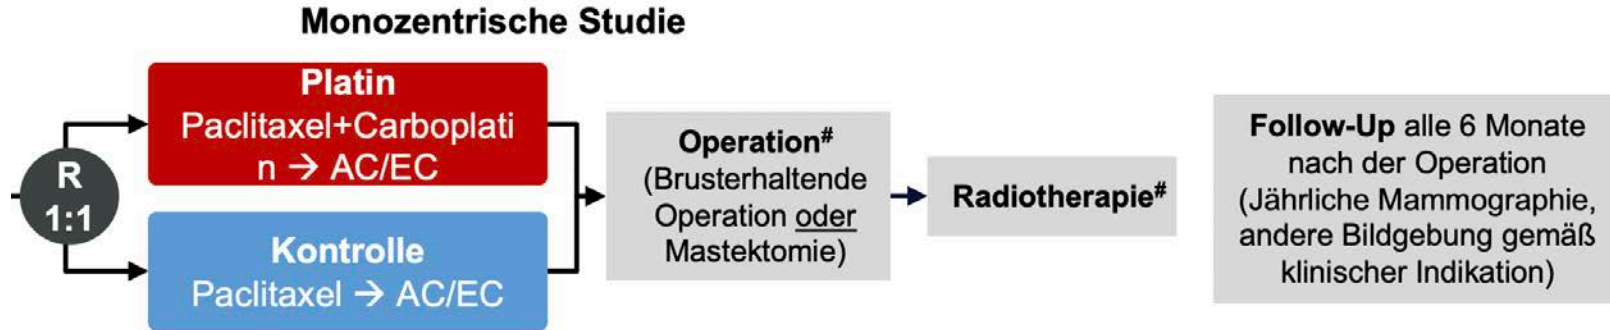 Monozentrische Studie
R
1:1
Platin
Paclitaxel+Carboplati
n → AC/EC
Kontrolle
Paclitaxel → AC/EC
Operation#
(Brusterhaltende
Operation oder
Mastektomie)
Radiotherapie#
Follow-Up alle 6 Monate
nach der Operation
(Jährliche Mammographie,
andere Bildgebung gemäß
klinischer Indikation)